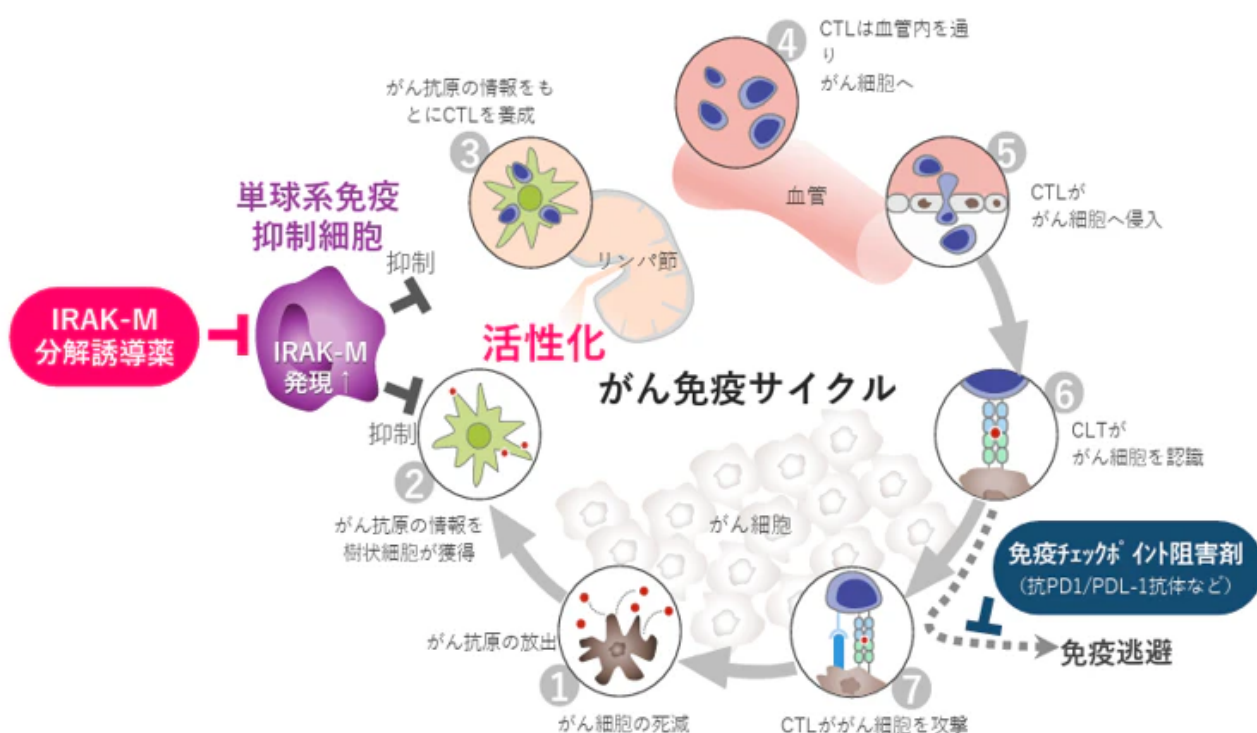 4
CTLは血管内を通
り
がん細胞へ
がん抗原の情報をも
とにCTLを養成
3
5
CTLが
がん細胞へ侵入
血管
単球系免疫
抑制細胞
抑制
リンパ節
IRAK-M
分解誘導薬
IRAK-M
発現↑
活性化
がん免疫サイクル
抑制
6
CLTが
がん細胞を認識
2
がん抗原の情報を
樹状細胞が獲得
がん細胞
免疫ﾁｪｯｸﾎﾟｲﾝﾄ阻害剤
（抗PD1/PDL-1抗体など）
免疫逃避
がん抗原の放出
1
がん細胞の死滅
7
CTLががん細胞を攻撃